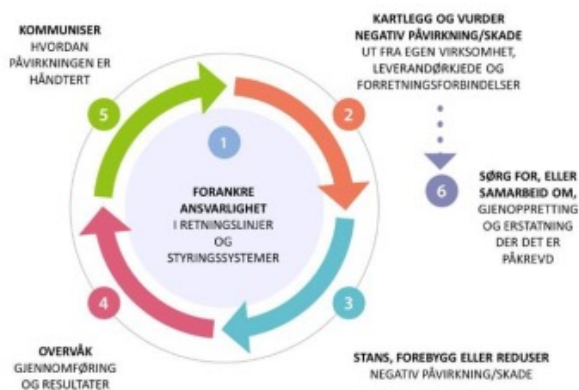 KOMMUNISER
HVORDAN
PÅVIRKNINGEN ER
HÅNDTERT
5
KARTLEGG OG VURDER
NEGATIV PÅVIRKNING/SKADE
UT FRA EGEN VIRKSOMHET,
LEVERANDØRKJEDE OG
FORRETNINGSFORBINDELSER
2
1
FORANKRE
ANSVARLIGHET
I RETNINGSLINJER
OG
STYRINGSSYSTEMER
6
SØRG FOR, ELLER
SAMARBEID OM,
GJENOPPRETTING
OG ERSTATNING
DER DET ER
PÅKREVD
4
OVERVÅK
GJENNOMFØRING
OG RESULTATER
3
STANS, FOREBYGG ELLER REDUSER
NEGATIV PÅVIRKNING/SKADE